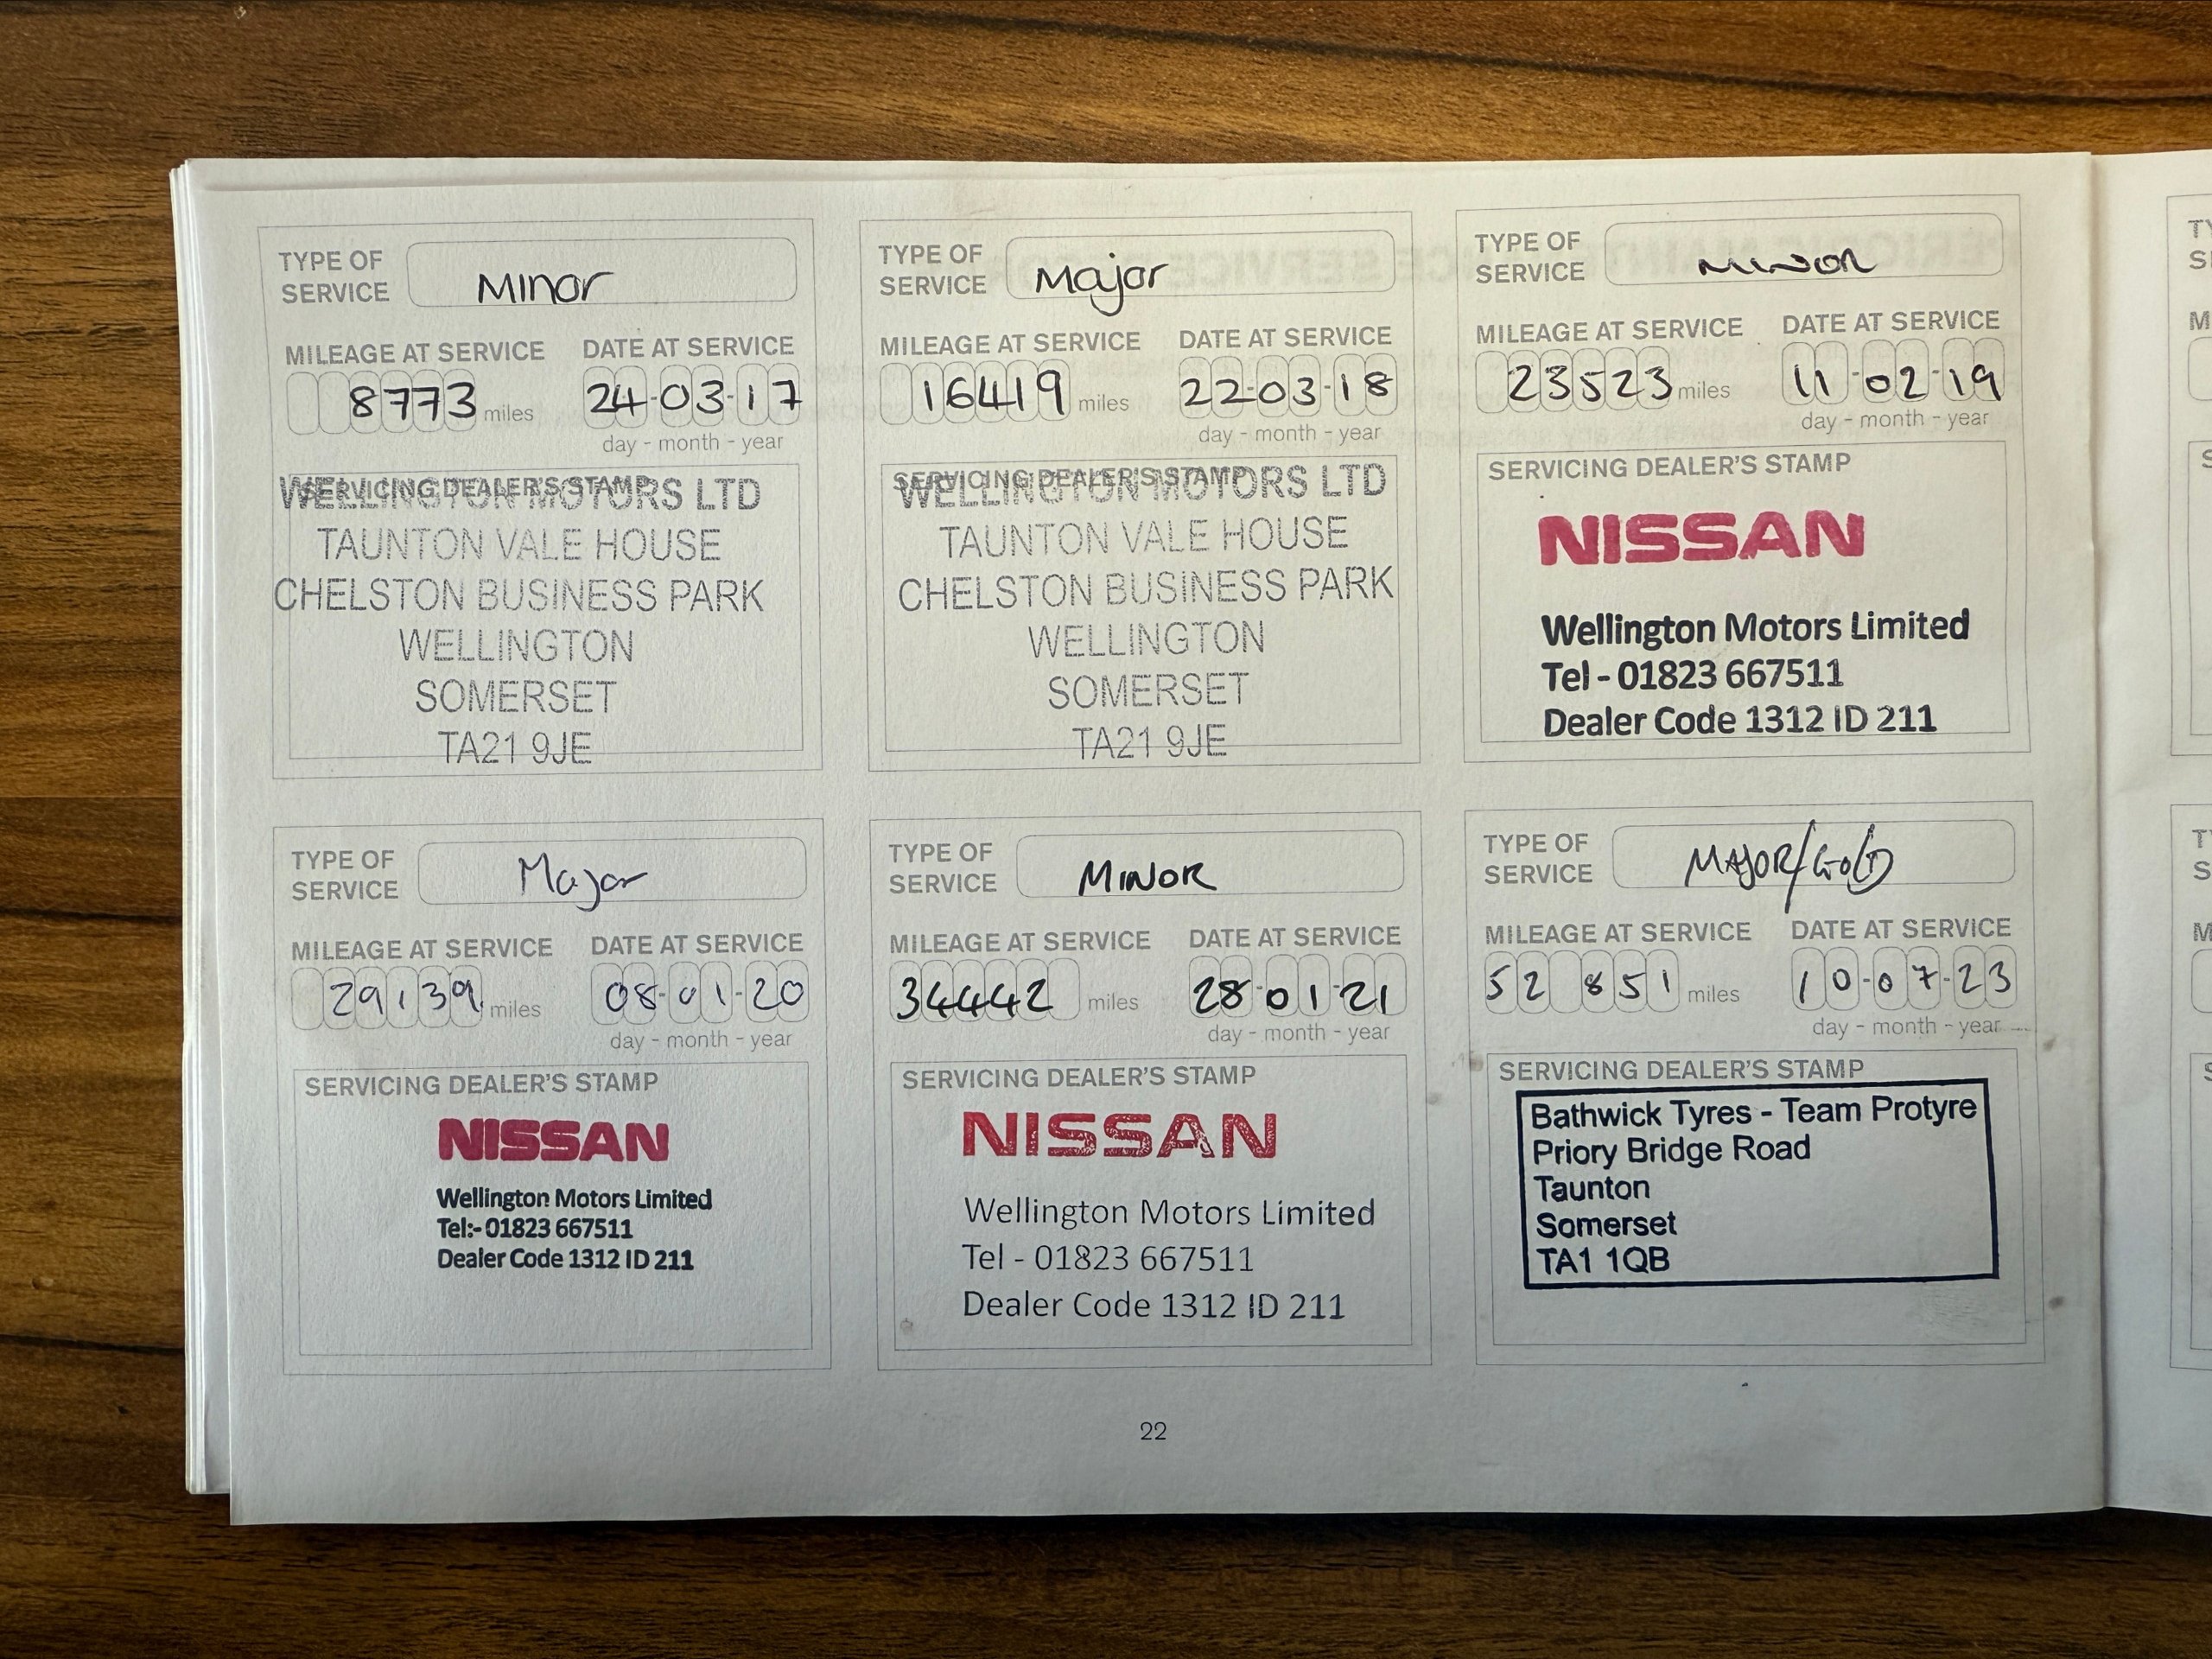 TYPE OF
SERVICE
Minor
MILEAGE AT SERVICE
DATE AT SERVICE
8773 miles
24-03-17
day - month - year
SERVICING DEALER'S STAMP
WELLINGTON MOTORS LTD
TAUNTON VALE HOUSE
CHELSTON BUSINESS PARK
WELLINGTON
SOMERSET
TA21 9JE
TYPE OF
SERVICE
Major
MILEAGE AT SERVICE
DATE AT SERVICE
16419 miles
22-03-18
day - month - year
SERVICING DEALER'S STAMP
WELLINGTON MOTORS LTD
TAUNTON VALE HOUSE
CHELSTON BUSINESS PARK
WELLINGTON
SOMERSET
TA21 9JE
TYPE OF
SERVICE
MINOR
MILEAGE AT SERVICE
DATE AT SERVICE
23523 miles
11-02-19
day - month - year
SERVICING DEALER'S STAMP
NISSAN
Wellington Motors Limited
Tel - 01823 667511
Dealer Code 1312 ID 211
TYPE OF
SERVICE
Major
MILEAGE AT SERVICE
DATE AT SERVICE
29139 miles
08-01-20
day - month - year
SERVICING DEALER'S STAMP
NISSAN
Wellington Motors Limited
Tel:- 01823 667511
Dealer Code 1312 ID 211
TYPE OF
SERVICE
MINOR
MILEAGE AT SERVICE
DATE AT SERVICE
34442 miles
28-01-21
day - month - year
SERVICING DEALER'S STAMP
NISSAN
Wellington Motors Limited
Tel - 01823 667511
Dealer Code 1312 ID 211
TYPE OF
SERVICE
MAJOR/GOLD
MILEAGE AT SERVICE
DATE AT SERVICE
52 851 miles
10-07-23
day - month - year
SERVICING DEALER'S STAMP
Bathwick Tyres - Team Protyre
Priory Bridge Road
Taunton
Somerset
TA1 1QB
22